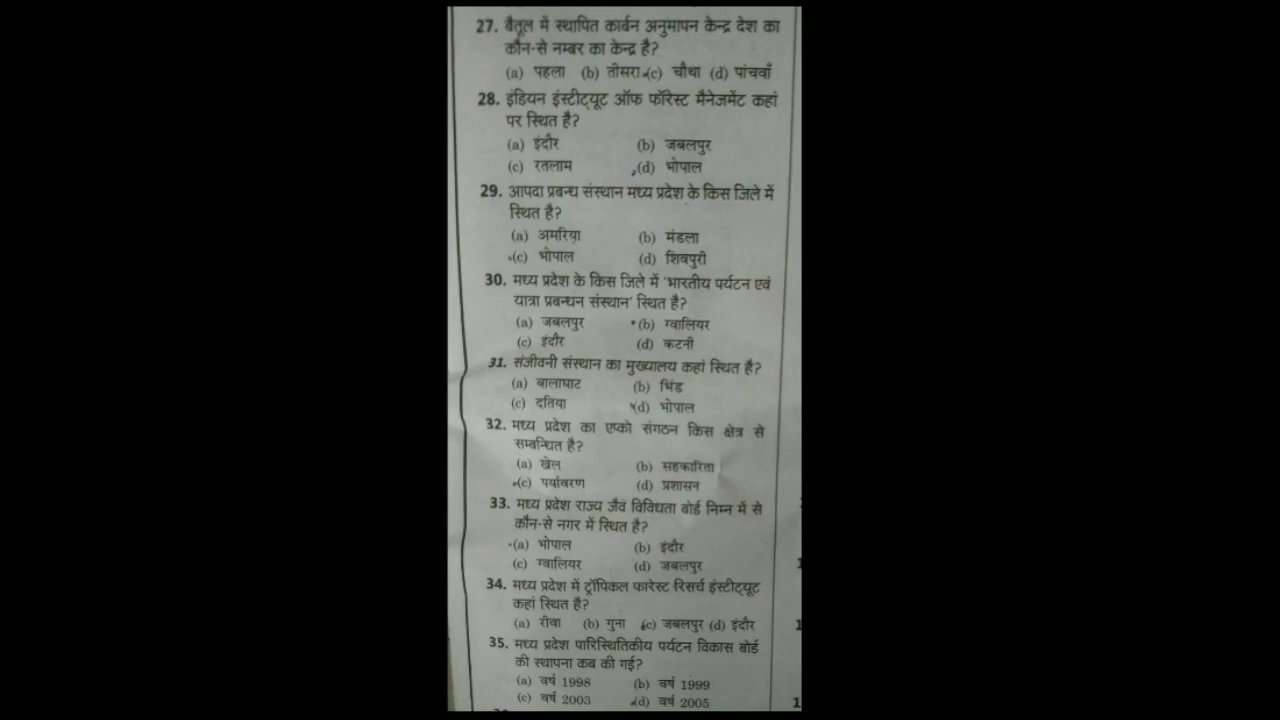 27. बैतूल में स्थापित कार्बन अनुमापन केन्द्र देश का
कौन-से नम्बर का केन्द्र है?
(a) पहला (b) तीसरा (c) चौथा (d) पांचवाँ
28. इंडियन इंस्टीट्यूट ऑफ फॉरेस्ट मैनेजमेंट कहां
पर स्थित है?
(a) इंदौर (b) जबलपुर
(c) रतलाम (d) भोपाल
29. आपदा प्रबन्ध संस्थान मध्य प्रदेश के किस जिले में
स्थित है?
(a) अमरिया (b) मंडला
(c) भोपाल (d) शिवपुरी
30. मध्य प्रदेश के किस जिले में 'भारतीय पर्यटन एवं
यात्रा प्रबन्धन संस्थान' स्थित है?
(a) जबलपुर (b) ग्वालियर
(c) इंदौर (d) कटनी
31. संजीवनी संस्थान का मुख्यालय कहां स्थित है?
(a) बालाघाट (b) भिंड
(c) दतिया (d) भोपाल
32. मध्य प्रदेश का एप्को संगठन किस क्षेत्र से
सम्बन्धित है?
(a) खेल (b) सहकारिता
(c) पर्यावरण (d) प्रशासन
33. मध्य प्रदेश राज्य जैव विविधता बोर्ड निम्न में से
कौन-से नगर में स्थित है?
(a) भोपाल (b) इंदौर
(c) ग्वालियर (d) जबलपुर
34. मध्य प्रदेश में ट्रॉपिकल फारेस्ट रिसर्च इंस्टीट्यूट
कहां स्थित है?
(a) रीवा (b) गुना (c) जबलपुर (d) इंदौर
35. मध्य प्रदेश पारिस्थितिकीय पर्यटन विकास बोर्ड
की स्थापना कब की गई?
(a) वर्ष 1998 (b) वर्ष 1999
(c) वर्ष 2003 (d) वर्ष 2005